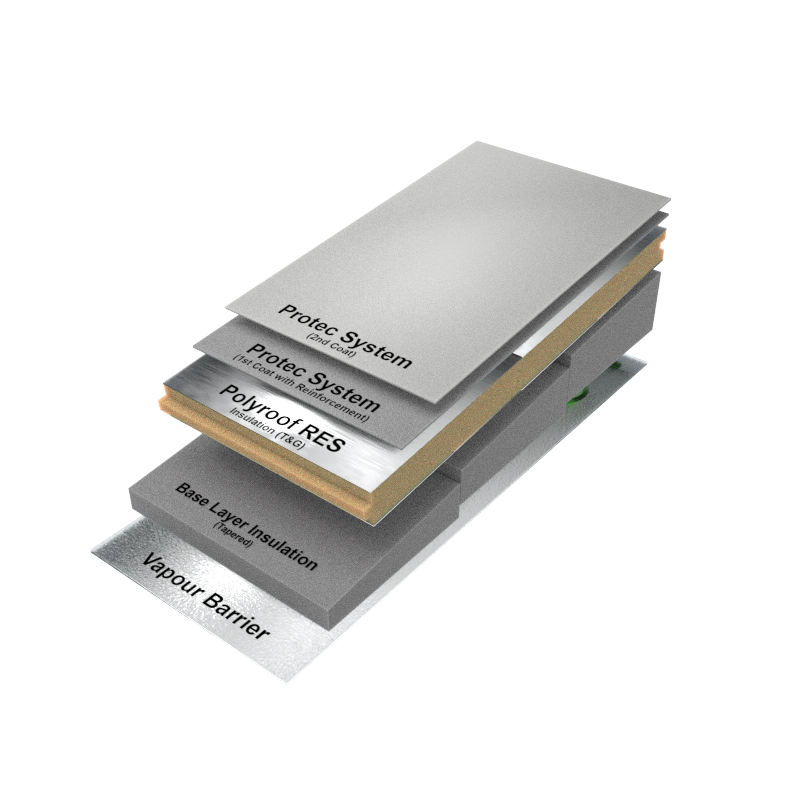 Protec System
(2nd Coat)
Protec System
(1st Coat with Reinforcement)
Polyroof RES
Insulation (T&G)
Base Layer Insulation
(Tapered)
Vapour Barrier